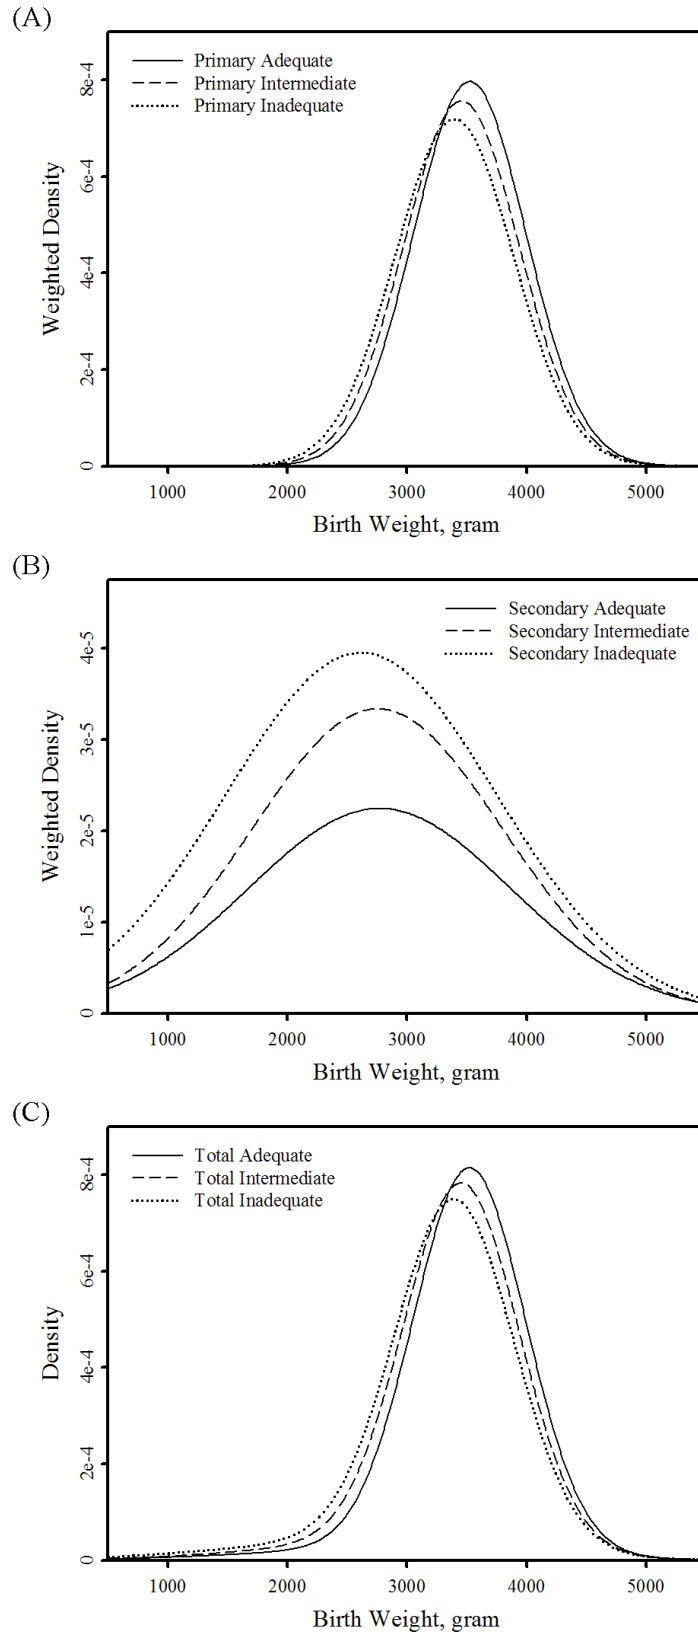 (A)
Primary Adequate
Primary Intermediate
Primary Inadequate
Weighted Density
8e-4
6e-4
4e-4
2e-4
0
1000 2000 3000 4000 5000
Birth Weight, gram
(B)
Secondary Adequate
Secondary Intermediate
Secondary Inadequate
Weighted Density
4e-5
3e-5
2e-5
1e-5
0
1000 2000 3000 4000 5000
Birth Weight, gram
(C)
Total Adequate
Total Intermediate
Total Inadequate
Density
8e-4
6e-4
4e-4
2e-4
0
1000 2000 3000 4000 5000
Birth Weight, gram